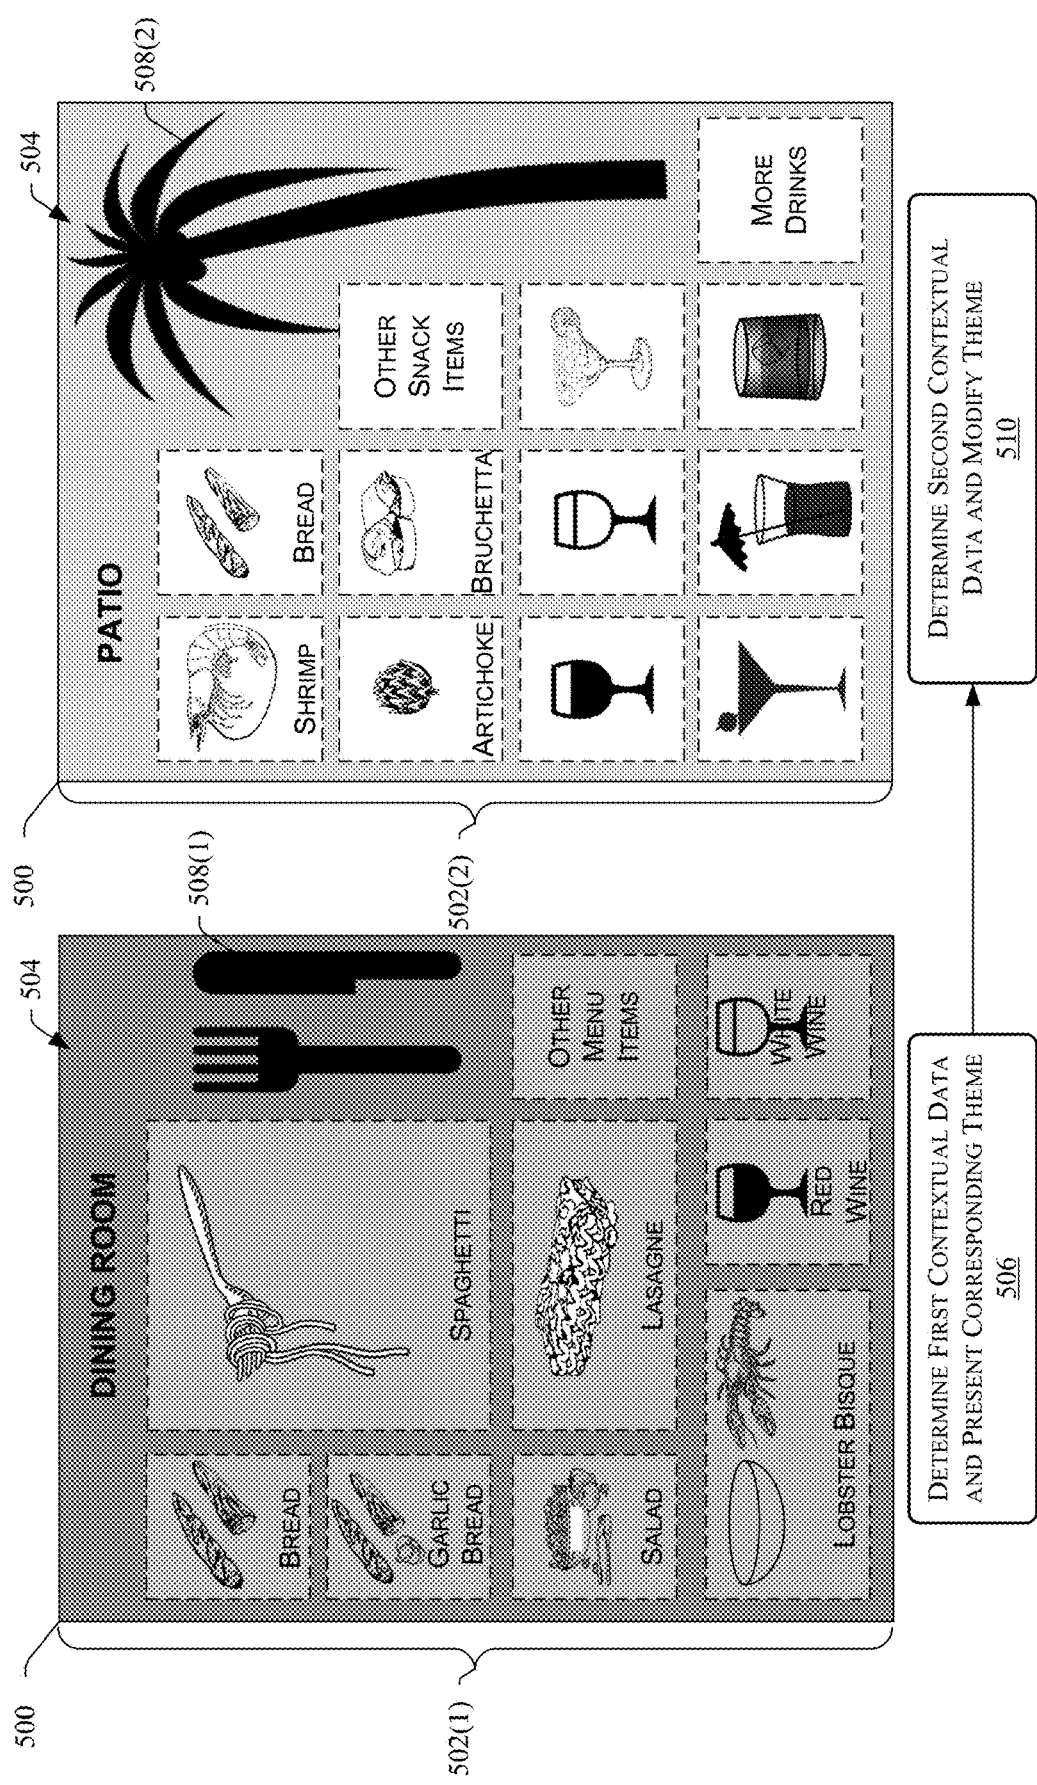 500
504
DINING ROOM
508(1)
BREAD
GARLIC
BREAD
SPAGHETTI
SALAD
LASAGNE
OTHER
MENU
ITEMS
LOBSTER BISQUE
RED
WINE
WHITE
WINE
502(1)
DETERMINE FIRST CONTEXTUAL DATA
AND PRESENT CORRESPONDING THEME
506
500
504
PATIO
508(2)
SHRIMP
BREAD
ARTICHOKE
BRUCHETTA
OTHER
SNACK
ITEMS
MORE
DRINKS
502(2)
DETERMINE SECOND CONTEXTUAL
DATA AND MODIFY THEME
510